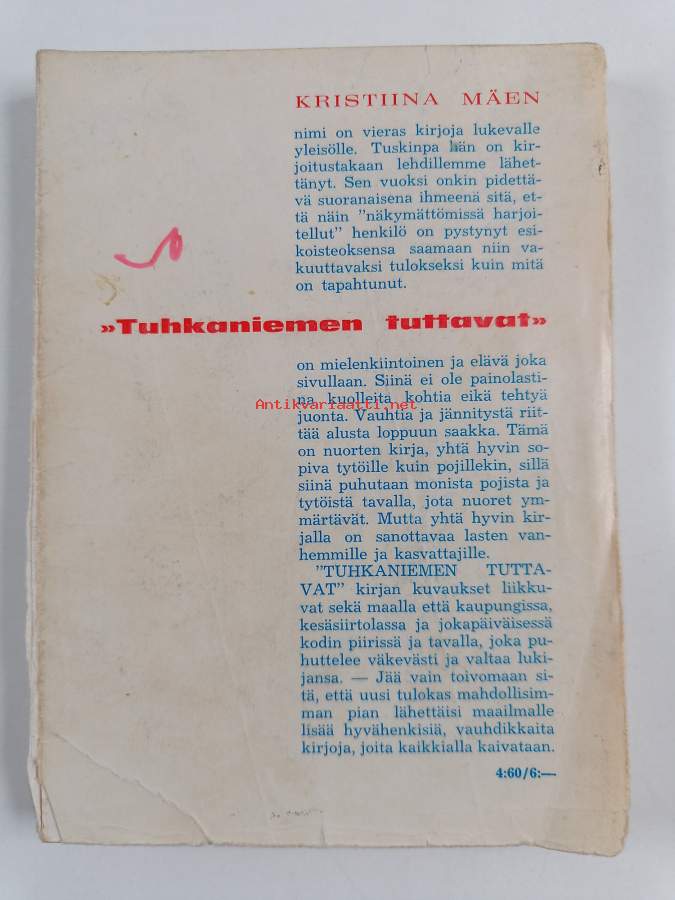 KRISTIINA MÄEN
nimi on vieras kirjoja lukevalle
yleisölle. Tuskinpa hän on kir-
joitustakaan lehdillemme lähet-
tänyt. Sen vuoksi onkin pidettä-
vä suoranaisena ihmeenä sitä, et-
tä näin "näkymättömissä harjoi-
tellut" henkilö on pystynyt esi-
koisteoksensa saamaan niin va-
kuuttavaksi tulokseksi kuin mitä
on tapahtunut.
»Tuhkaniemen tuttavat»
on mielenkiintoinen ja elävä joka
sivullaan. Siinä ei ole painolasti-
na kuolleita kohtia eikä tehtyä
Antikvariaatti.net
juonta. Vauhtia ja jännitystä riit-
tää alusta loppuun saakka. Tämä
on nuorten kirja, yhtä hyvin so-
piva tytöille kuin pojillekin, sillä
siinä puhutaan monista pojista ja
tytöistä tavalla, jota nuoret ym-
märtävät. Mutta yhtä hyvin kir-
jalla on sanottavaa lasten van-
hemmille ja kasvattajille.
"TUHKANIEMEN TUTTA-
VAT" kirjan kuvaukset liikku-
vat sekä maalla että kaupungissa,
kesäsiirtolassa ja jokapäiväisessä
kodin piirissä ja tavalla, joka pu-
huttelee väkevästi ja valtaa luki-
jansa. — Jää vain toivomaan si-
tä, että uusi tulokas mahdollisim-
man pian lähettäisi maailmalle
lisää hyvähenkisiä, vauhdikkaita
kirjoja, joita kaikkialla kaivataan.
4:60/6:—